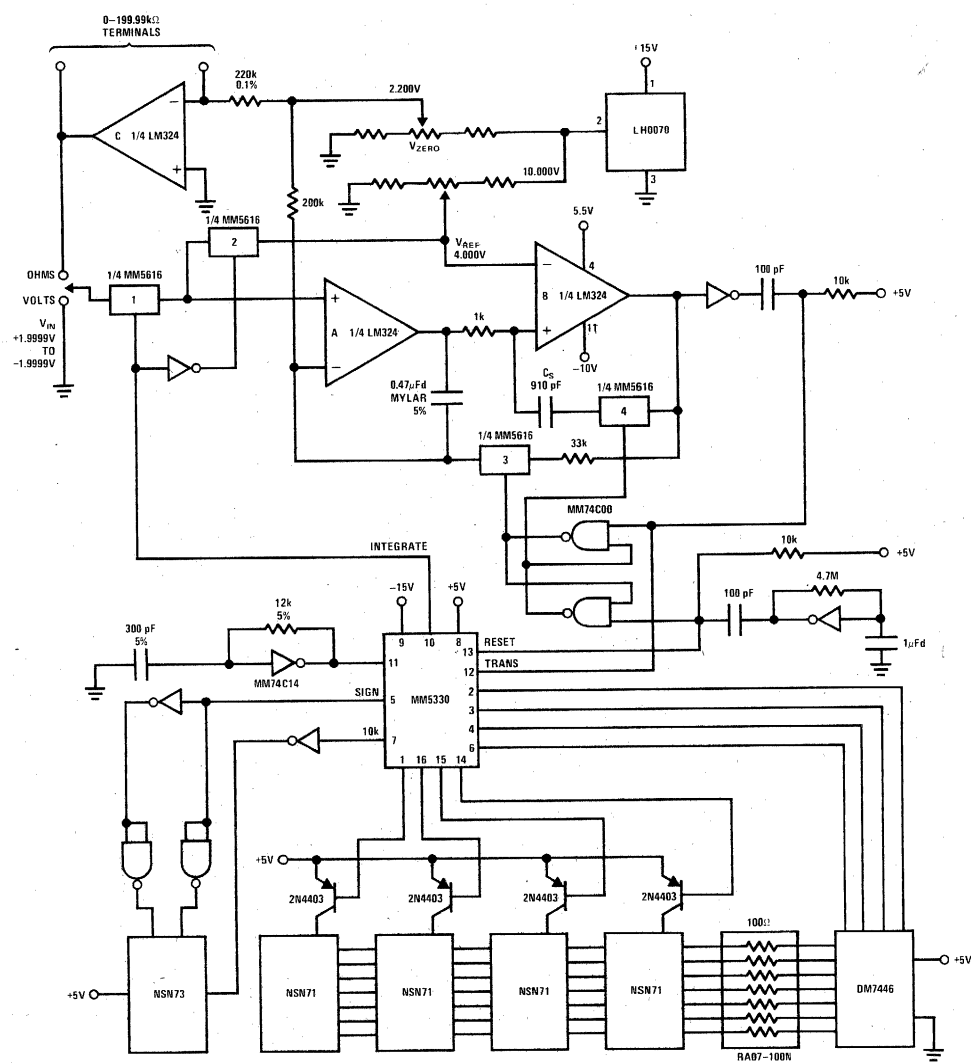 0–199.99kΩ
TERMINALS
220k
0.1%
2.200V
+15V
1
2
LH0070
3
C 1/4 LM324
−
+
VZERO
10.000V
200k
1/4 MM5616
2
VREF
4.000V
5.5V
4
OHMS
VOLTS
1/4 MM5616
1
VIN
+1.9999V
TO
−1.9999V
+
A 1/4 LM324
−
1k
−
B 1/4 LM324
+
11
−10V
100 pF
10k
+5V
0.47µFd
MYLAR
5%
CS
910 pF
1/4 MM5616
4
1/4 MM5616
3
33k
MM74C00
INTEGRATE
10k
+5V
4.7M
100 pF
1µFd
−15V
+5V
12k
5%
300 pF
5%
MM74C14
9
10
8
RESET
13
11
TRANS
12
MM5330
SIGN
5
2
3
10k
7
4
6
1
16
15
14
+5V
2N4403
2N4403
2N4403
2N4403
100Ω
+5V
NSN73
NSN71
NSN71
NSN71
NSN71
DM7446
+5V
RA07–100N